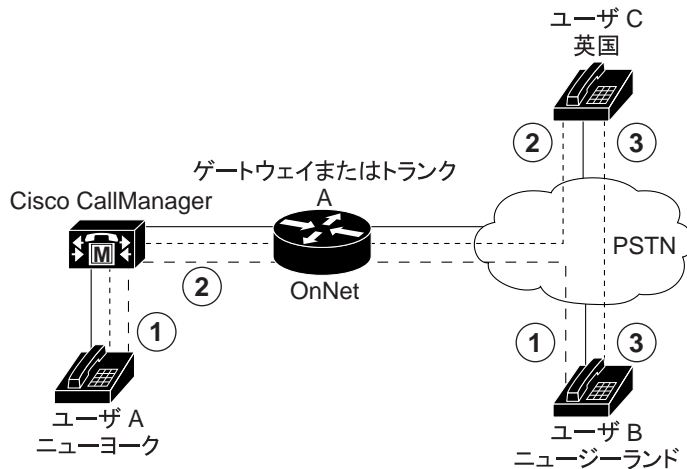 ユーザ C
英国
2
3
ゲートウェイまたはトランク
A
Cisco CallManager
M
PSTN
OnNet
2
1
1
3
ユーザ A
ニューヨーク
ユーザ B
ニュージーランド